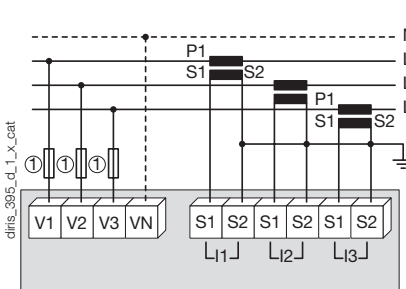 N
P1
S1 S2
P1
S1 S2
1 1 1
diris_395_d_1_x_cat
V1 V2 V3 VN S1 S2 S1 S2 S1 S2
I1 I2 I3